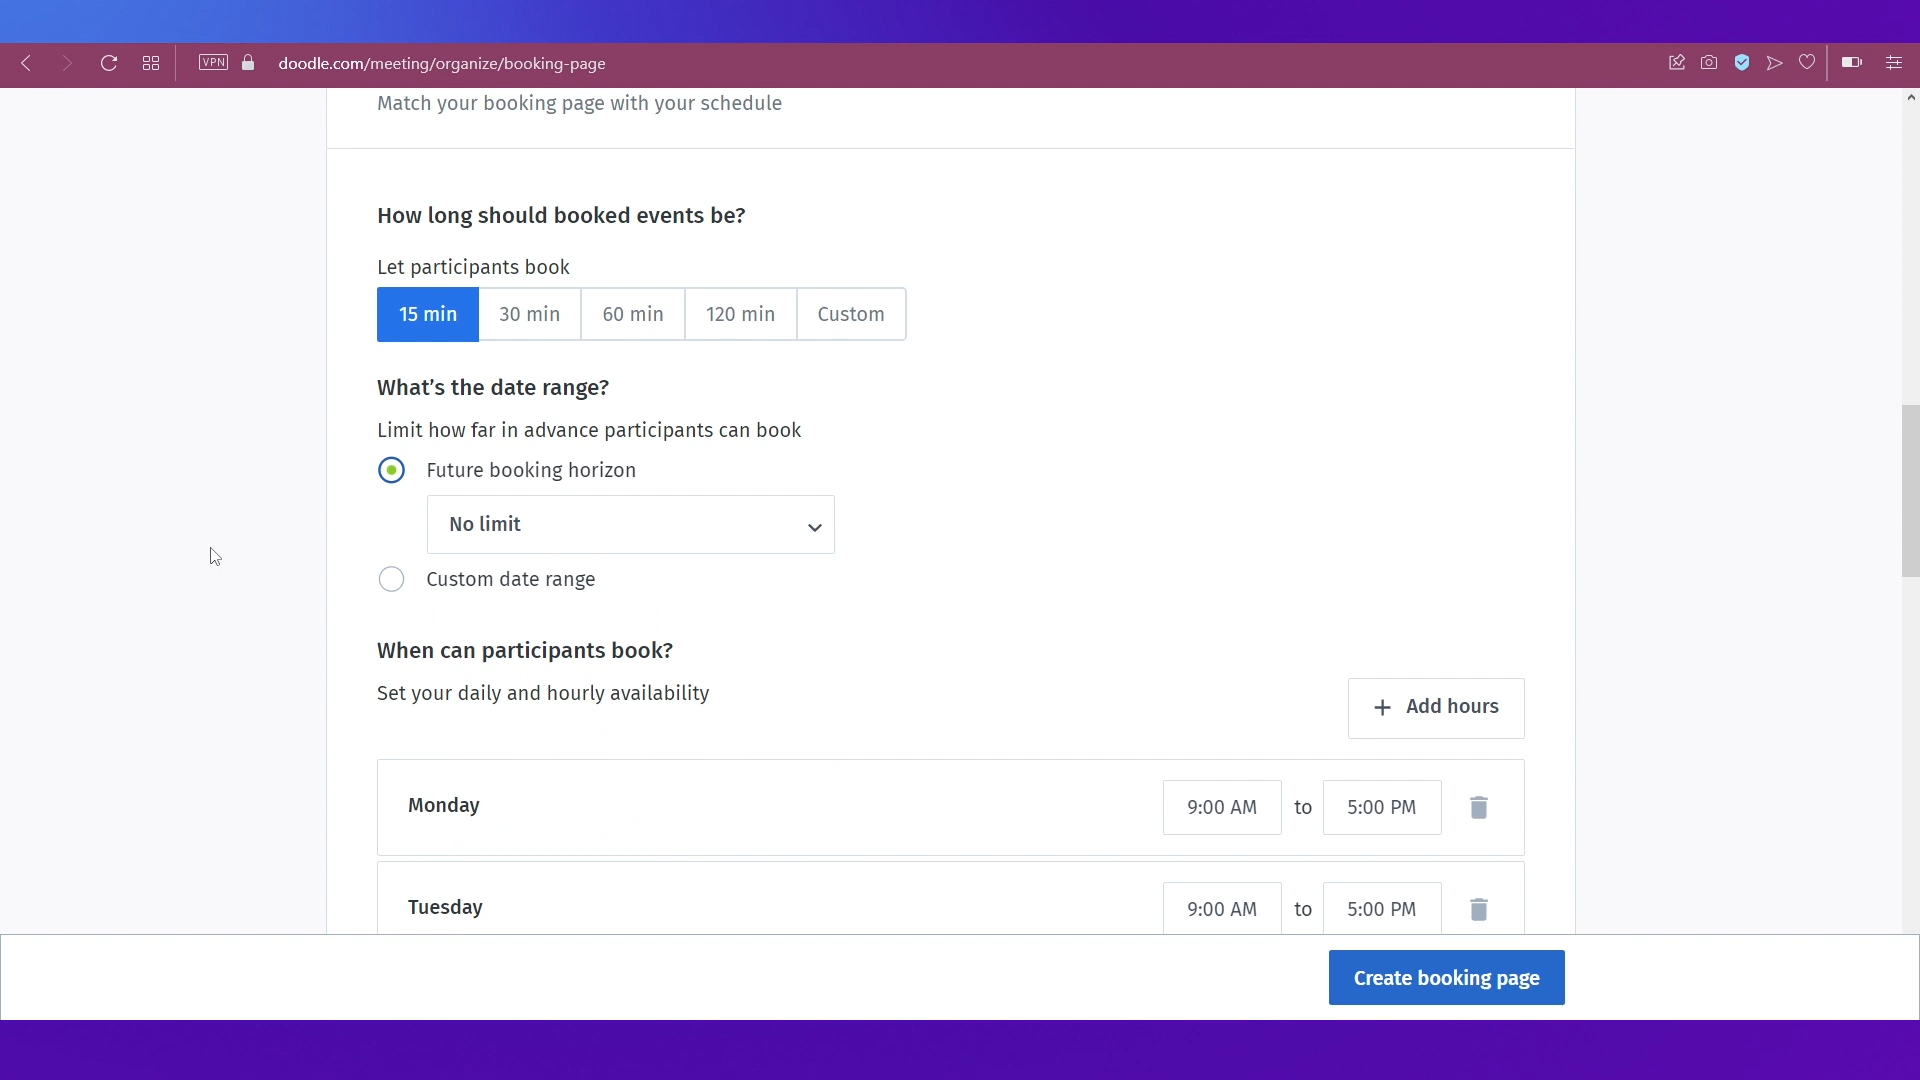 VPN
doodle.com/meeting/organize/booking-page
Match your booking page with your schedule
How long should booked events be?
Let participants book
15 min 30 min 60 min 120 min Custom
What's the date range?
Limit how far in advance participants can book
Future booking horizon
No limit
Custom date range
When can participants book?
Set your daily and hourly availability
+ Add hours
Monday 9:00 AM to 5:00 PM
Tuesday 9:00 AM to 5:00 PM
Create booking page